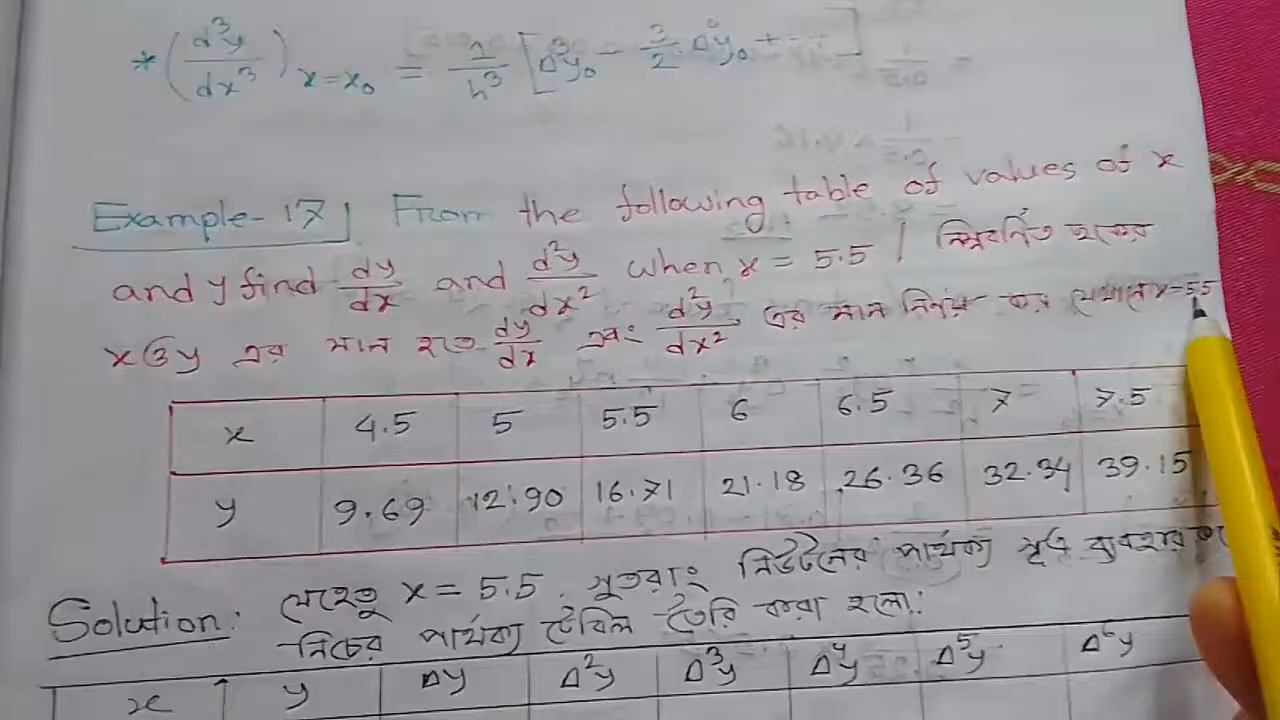 * (d³y/dx³) x=x₀ = 1/h³ [Δ³y₀ - 3/2 Δ⁴y₀ + ---- ]
Example-17] From the following table of values of x
and y find dy/dx and d²y/dx² when x = 5.5 / নিম্নবর্ণিত ছকের
x ও y এর মান হতে dy/dx এবং d²y/dx² এর মান নির্ণয় কর যেখানে x=5.5
x 4.5 5 5.5 6 6.5 7 7.5
y 9.69 12.90 16.71 21.18 26.36 32.34 39.15
Solution: যেহেতু x = 5.5. সুতরাং নিউটনের পার্থক্য সূত্র ব্যবহার
নিচের পার্থক্য টেবিল তৈরি করা হলো:
x y Δy Δ²y Δ³y Δ⁴y Δ⁵y Δ⁶y